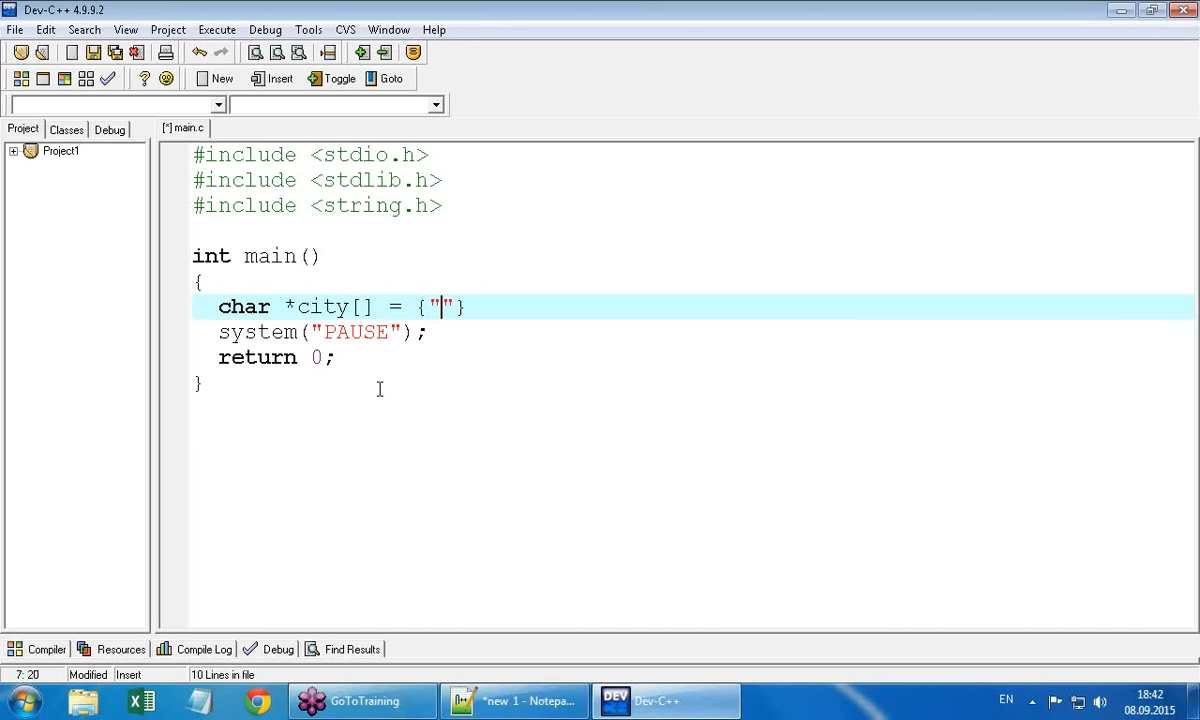 Dev-C++ 4.9.9.2
File Edit Search View Project Execute Debug Tools CVS Window Help
New Insert Toggle Goto
Project Classes Debug [*] main.c
Project1
#include <stdio.h>
#include <stdlib.h>
#include <string.h>
int main()
{
char *city[] = {""}
system("PAUSE");
return 0;
}
Compiler Resources Compile Log Debug Find Results
7: 20 Modified Insert 10 Lines in file
GoToTraining *new 1 - Notepa... DEV Dev-C++ EN 18:42
08.09.2015